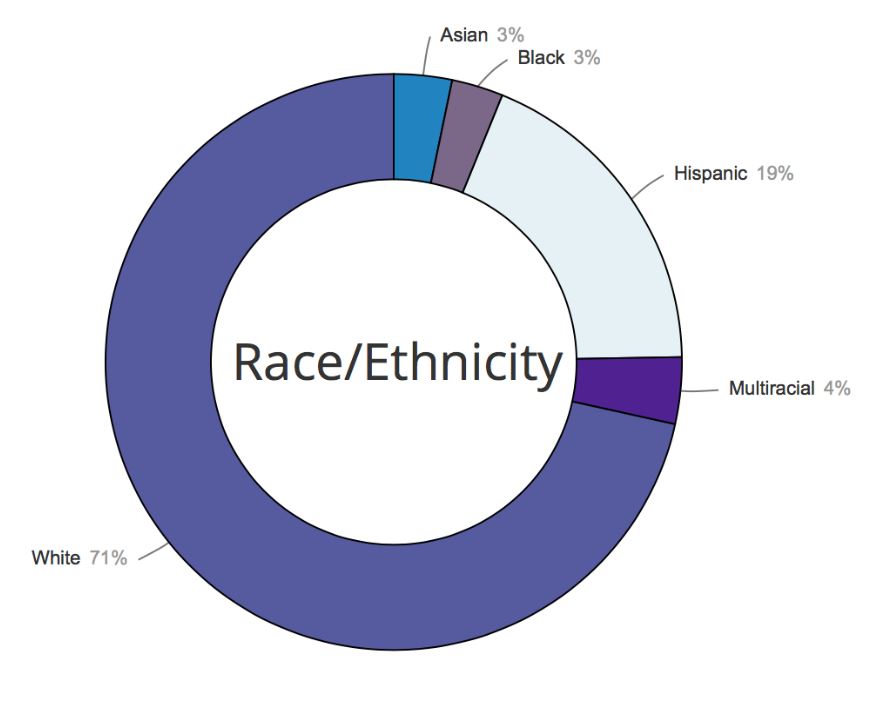 Asian 3%
Black 3%
Hispanic 19%
Race/Ethnicity
Multiracial 4%
White 71%